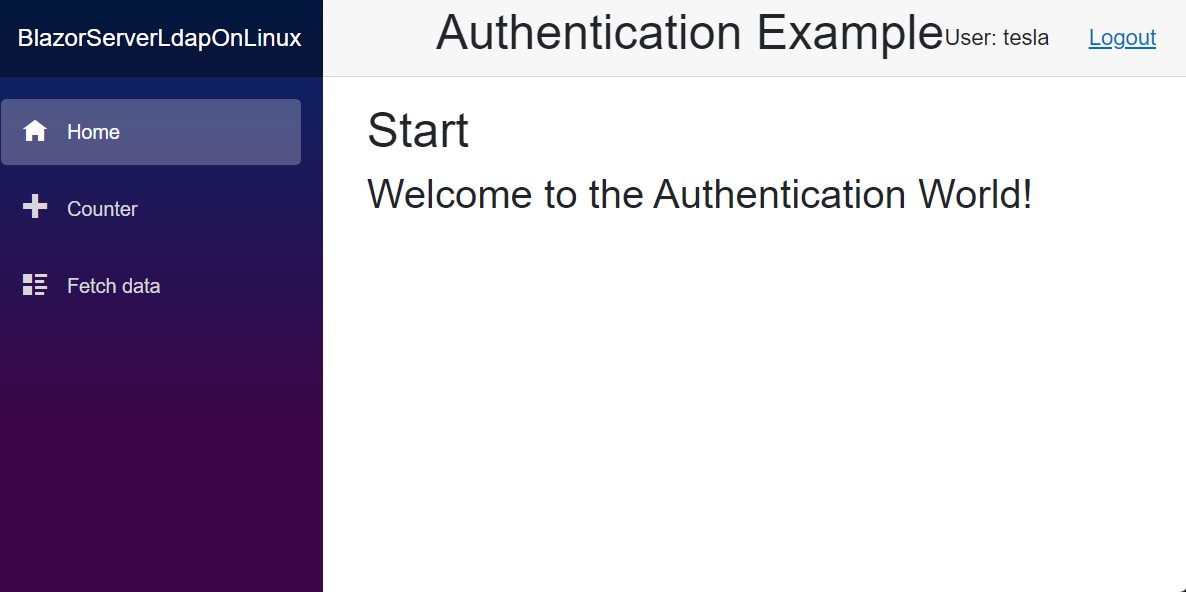 BlazorServerLdapOnLinux
Authentication Example User: tesla Logout
Home
Counter
Fetch data
Start
Welcome to the Authentication World!